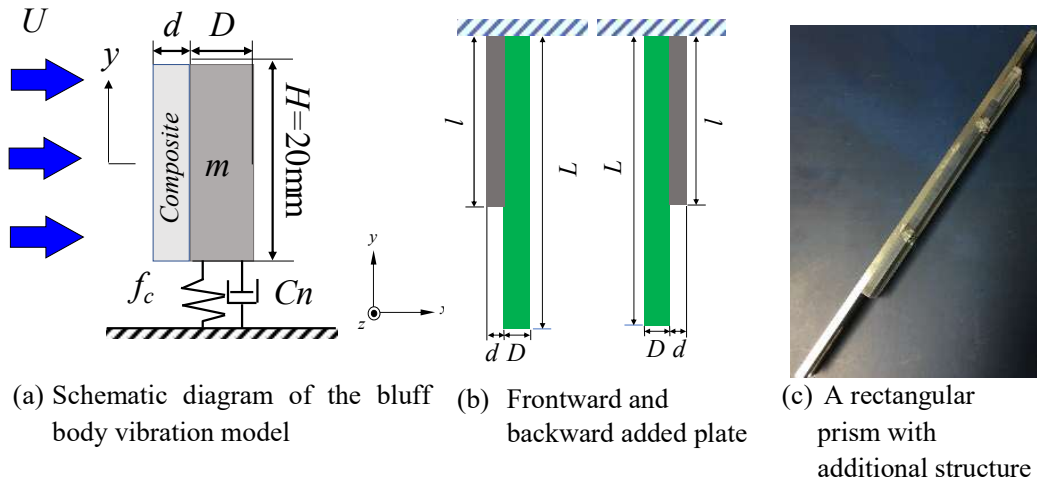 U
d D
y
Composite
m
H=20mm
f_c
Cn
y
z
x
l
L
d D
L
l
D d
(a) Schematic diagram of the bluff
body vibration model
(b) Frontward and
backward added plate
(c) A rectangular
prism with
additional structure